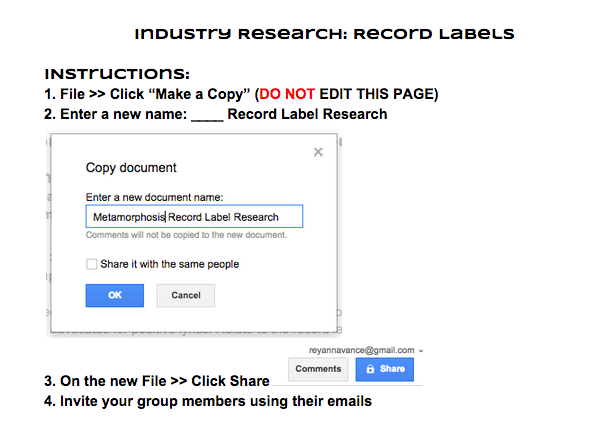 Industry Research: Record Labels
Instructions:
1. File >> Click “Make a Copy” (DO NOT EDIT THIS PAGE)
2. Enter a new name: ____ Record Label Research
Copy document
Enter a new document name:
Metamorphosis Record Label Research
Comments will not be copied to the new document.
Share it with the same people
OK Cancel
reyannavance@gmail.com
Comments Share
3. On the new File >> Click Share
4. Invite your group members using their emails